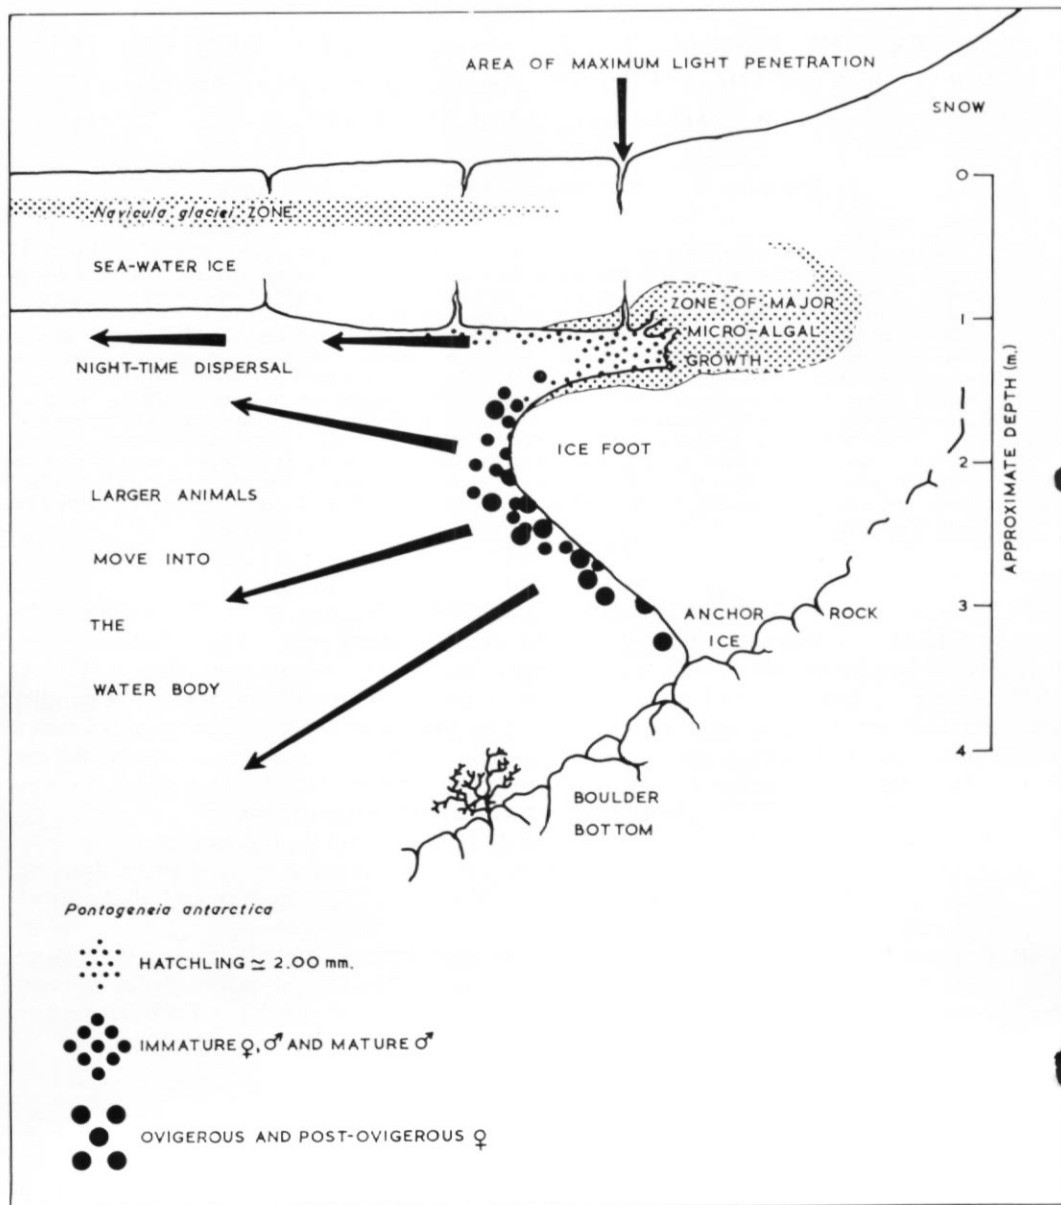 AREA OF MAXIMUM LIGHT PENETRATION
SNOW
0
Navicula glaciei ZONE
SEA-WATER ICE
ZONE OF MAJOR
1
MICRO-ALGAL
NIGHT-TIME DISPERSAL
GROWTH
APPROXIMATE DEPTH (m.)
ICE FOOT
2
LARGER ANIMALS
MOVE INTO
3
THE
ANCHOR
ROCK
ICE
WATER BODY
4
BOULDER
BOTTOM
Pontogeneia antarctica
HATCHLING ≃ 2.00 mm.
IMMATURE ♀,♂ AND MATURE ♂
OVIGEROUS AND POST-OVIGEROUS ♀